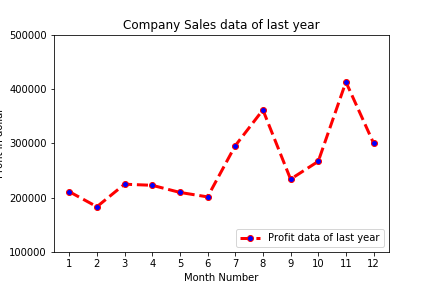 Company Sales data of last year
500000
400000
300000
200000
100000
1 2 3 4 5 6 7 8 9 10 11 12
Month Number
Profit data of last year